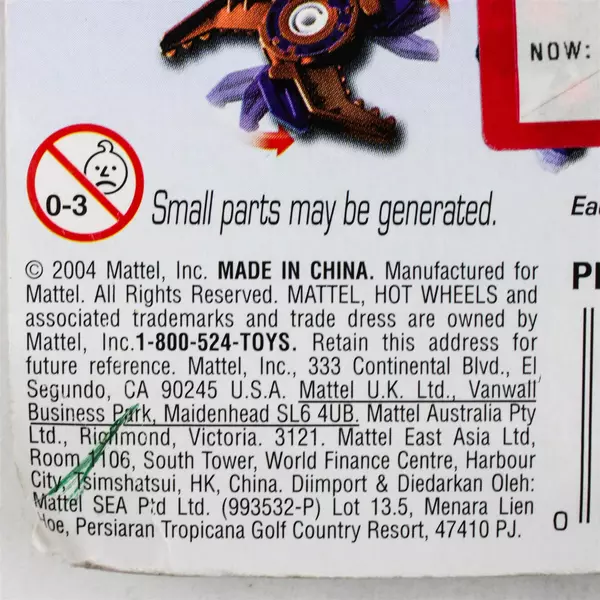 NOW:
0-3
Small parts may be generated.
Ea
© 2004 Mattel, Inc. MADE IN CHINA. Manufactured for
Mattel. All Rights Reserved. MATTEL, HOT WHEELS and
associated trademarks and trade dress are owned by
Mattel, Inc.1-800-524-TOYS. Retain this address for
future reference. Mattel, Inc., 333 Continental Blvd., El
Segundo, CA 90245 U.S.A. Mattel U.K. Ltd., Vanwall
Business Park, Maidenhead SL6 4UB. Mattel Australia Pty
Ltd., Richmond, Victoria. 3121. Mattel East Asia Ltd,
Room 1106, South Tower, World Finance Centre, Harbour
City, Tsimshatsui, HK, China. Diimport & Diedarkan Oleh:
Mattel SEA Ptd Ltd. (993532-P) Lot 13.5, Menara Lien
Hoe, Persiaran Tropicana Golf Country Resort, 47410 PJ.
0